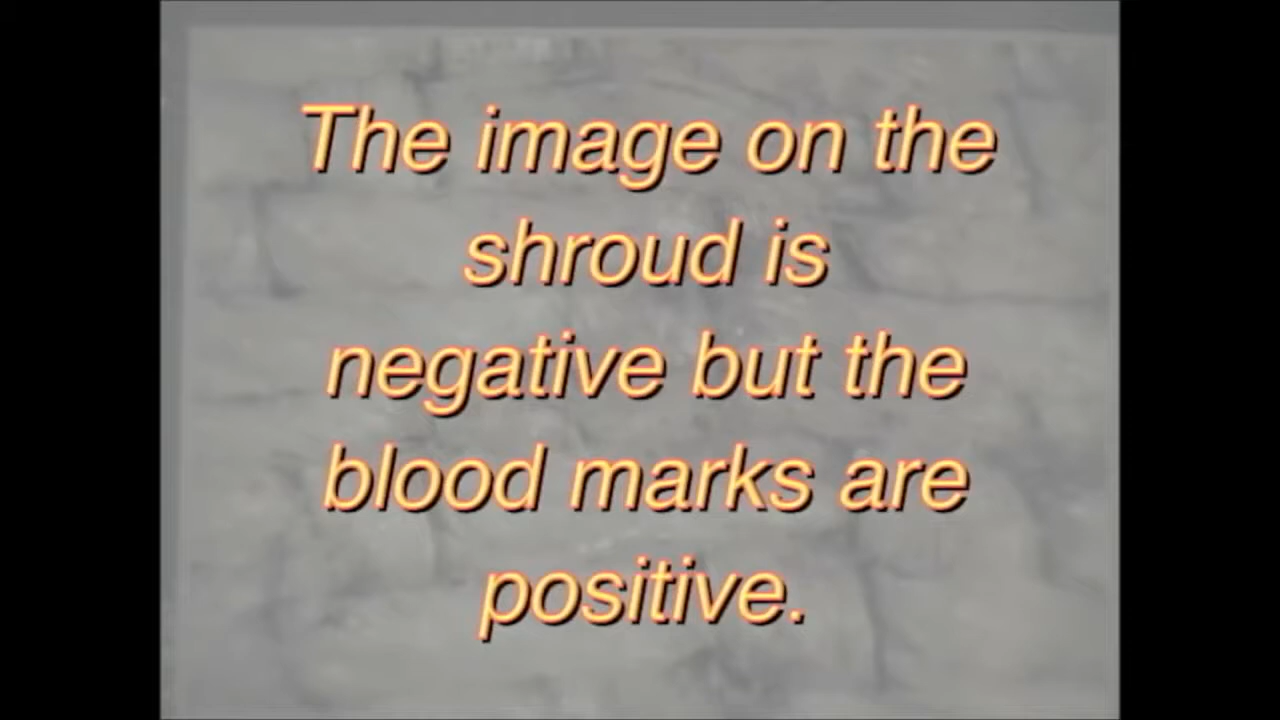 The image on the
shroud is
negative but the
blood marks are
positive.